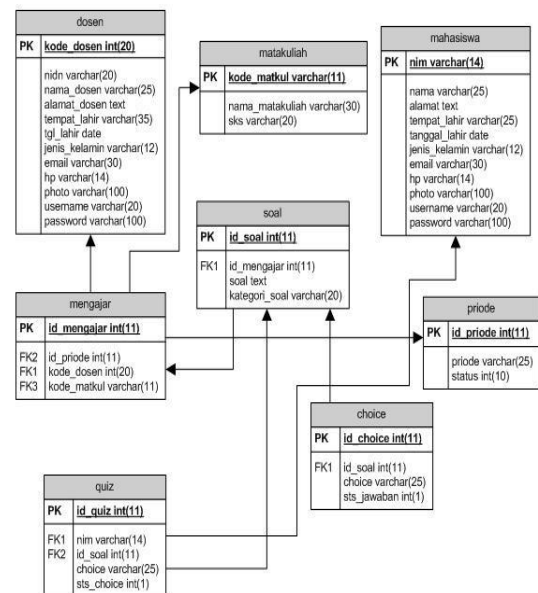 dosen
PK kode_dosen int(20)
nidn varchar(20)
nama_dosen varchar(25)
alamat_dosen text
tempat_lahir varchar(35)
tgl_lahir date
jenis_kelamin varchar(12)
email varchar(30)
hp varchar(14)
photo varchar(100)
username varchar(20)
password varchar(100)
matakuliah
PK kode_matkul varchar(11)
nama_matakuliah varchar(30)
sks varchar(20)
mahasiswa
PK nim varchar(14)
nama varchar(25)
alamat text
tempat_lahir varchar(25)
tanggal_lahir date
jenis_kelamin varchar(12)
email varchar(30)
hp varchar(14)
photo varchar(100)
username varchar(20)
password varchar(100)
soal
PK id_soal int(11)
FK1 id_mengajar int(11)
soal text
kategori_soal varchar(20)
mengajar
PK id_mengajar int(11)
FK2 id_priode int(11)
FK1 kode_dosen int(20)
FK3 kode_matkul varchar(11)
priode
PK id_priode int(11)
priode varchar(25)
status int(10)
choice
PK id_choice int(11)
FK1 id_soal int(11)
choice varchar(25)
sts_jawaban int(1)
quiz
PK id_quiz int(11)
FK1 nim varchar(14)
FK2 id_soal int(11)
choice varchar(25)
sts_choice int(1)